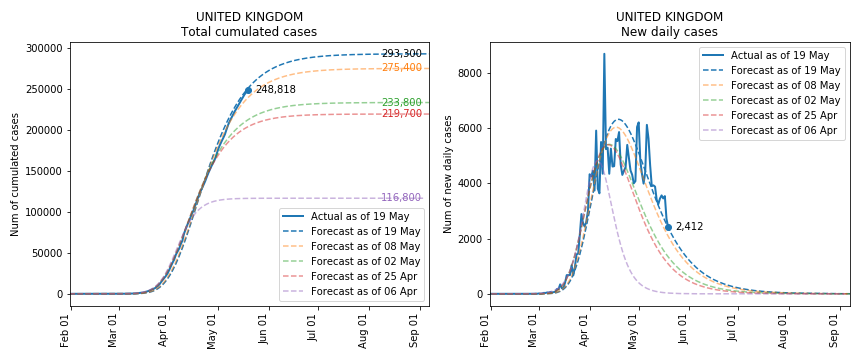 UNITED KINGDOM
Total cumulated cases
Num of cumulated cases
300000
250000
200000
150000
100000
50000
0
293,300
275,400
248,818
233,800
219,700
116,800
Actual as of 19 May
Forecast as of 19 May
Forecast as of 08 May
Forecast as of 02 May
Forecast as of 25 Apr
Forecast as of 06 Apr
Feb 01
Mar 01
Apr 01
May 01
Jun 01
Jul 01
Aug 01
Sep 01
UNITED KINGDOM
New daily cases
Num of new daily cases
8000
6000
4000
2000
0
Actual as of 19 May
Forecast as of 19 May
Forecast as of 08 May
Forecast as of 02 May
Forecast as of 25 Apr
Forecast as of 06 Apr
2,412
Feb 01
Mar 01
Apr 01
May 01
Jun 01
Jul 01
Aug 01
Sep 01